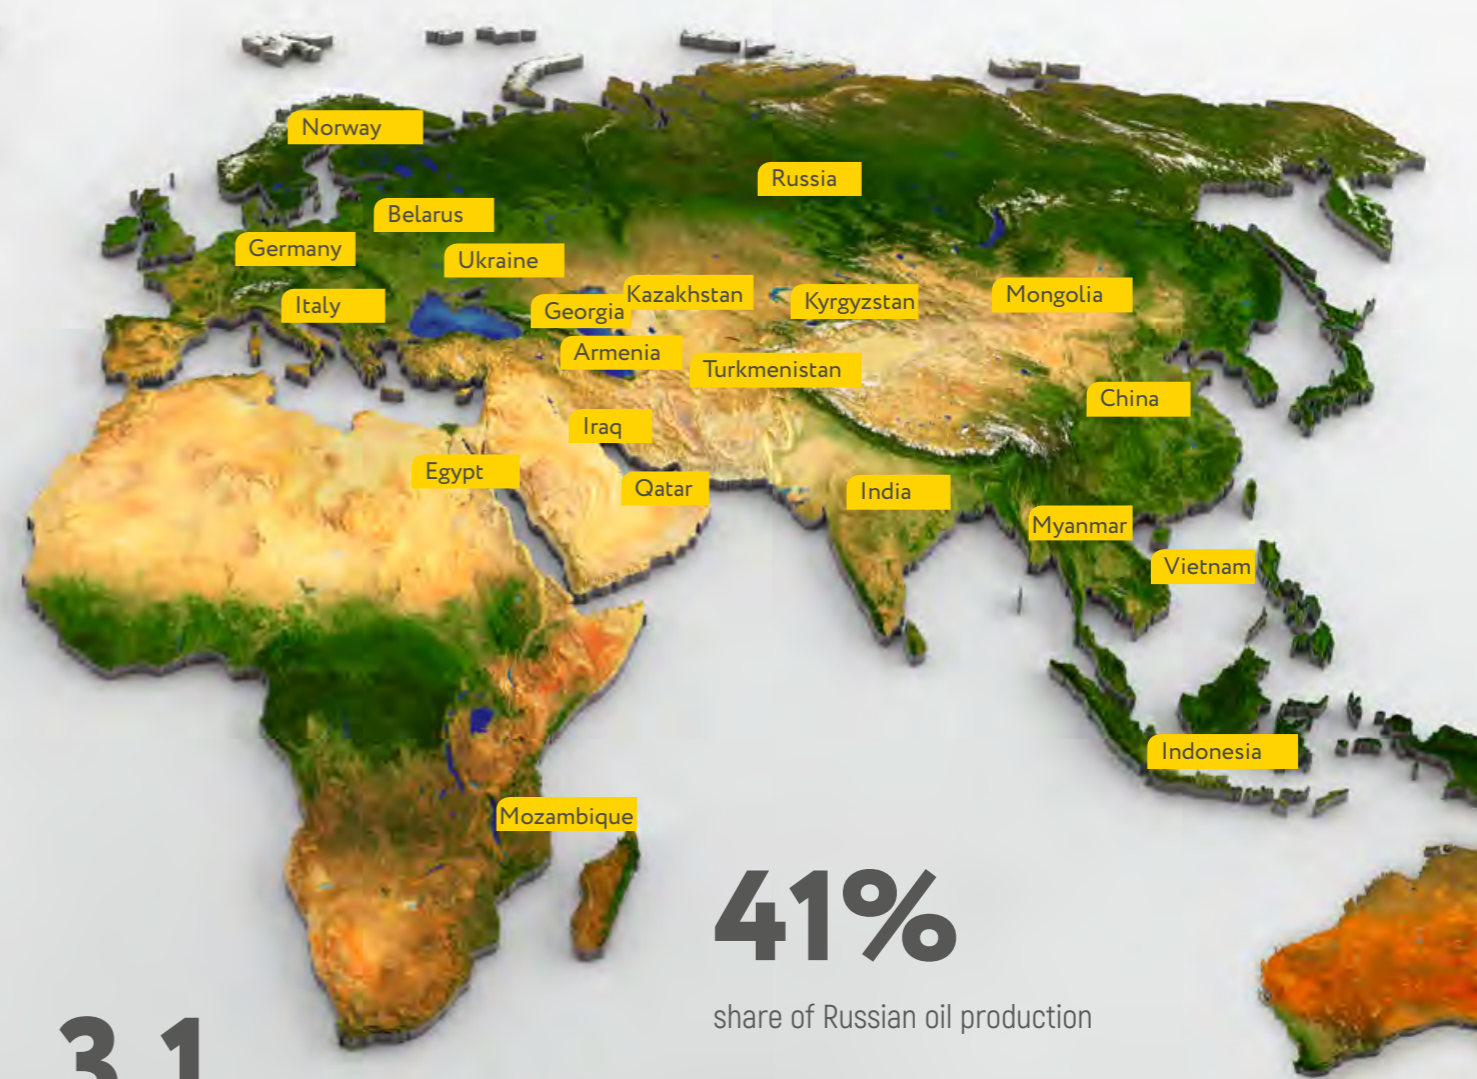 Norway
Russia
Belarus
Germany
Ukraine
Italy
Georgia
Kazakhstan
Kyrgyzstan
Mongolia
Armenia
Turkmenistan
China
Iraq
Egypt
Qatar
India
Myanmar
Vietnam
Indonesia
Mozambique
41%
share of Russian oil production
3.1